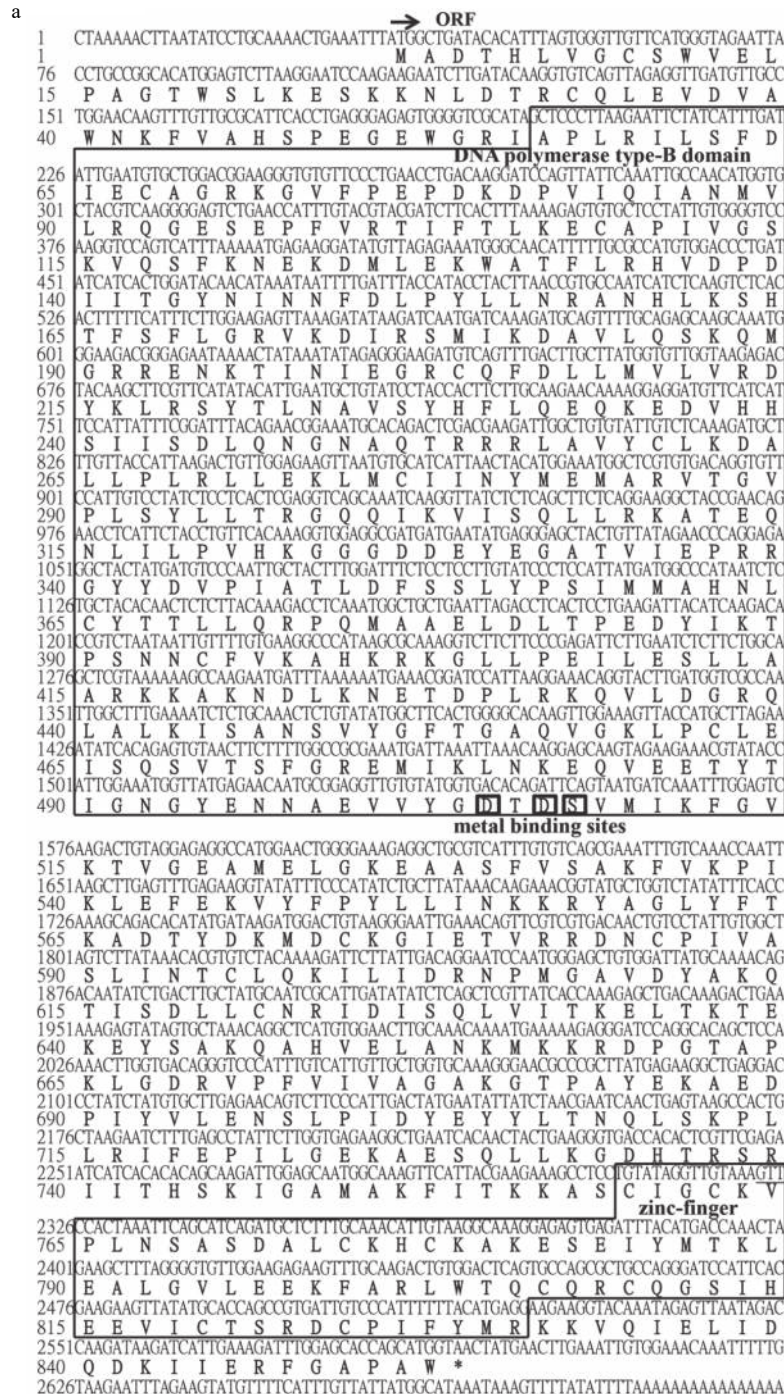 a
ORF
1 CTAAAAACTTAATATCCTGCAAAACTGAAATTTATGGCTGATACACATTTAGTGGGTTGTTCATGGGTAGAATTA
1 M A D T H L V G C S W V E L
76 CCTGCCGGCACATGGAGTCTTAAGGAATCCAAGAAGAATCTTGATACAAGGTGTCAGTTAGAGGTTGATGTTGCC
15 P A G T W S L K E S K K N L D T R C Q L E V D V A
151 TGGAACAAGTTTGTTGCGCATTCACCTGAGGGAGAGTGGGGTCGCATAGCTCCCTTAAGAATTCTATCATTTGAT
40 W N K F V A H S P E G E W G R I A P L R I L S F D
DNA polymerase type-B domain
226 ATTGAATGTGCTGGACGGAAGGGTGTGTTCCCTGAACCTGACAAGGATCCAGTTATTCAAATTGCCAACATGGTG
65 I E C A G R K G V F P E P D K D P V I Q I A N M V
301 CTACGTCAAGGGGAGTCTGAACCATTTGTACGTACGATCTTCACTTTAAAAGAGTGTGCTCCTATTGTGGGGTCC
90 L R Q G E S E P F V R T I F T L K E C A P I V G S
376 AAGGTCCAGTCATTTAAAAATGAGAAGGATATGTTAGAGAAATGGGCAACATTTTTGCGCCATGTGGACCCTGAT
115 K V Q S F K N E K D M L E K W A T F L R H V D P D
451 ATCATCACTGGATACAACATAAATAATTTTGATTTACCATACCTACTTAACCGTGCCAATCATCTCAAGTCTCAC
140 I I T G Y N I N N F D L P Y L L N R A N H L K S H
526 ACTTTTTCATTTCTTGGAAGAGTTAAAGATATAAGATCAATGATCAAAGATGCAGTTTTGCAGAGCAAGCAAATG
165 T F S F L G R V K D I R S M I K D A V L Q S K Q M
601 GGAAGACGGGAGAATAAAACTATAAATATAGAGGGAAGATGTCAGTTTGACTTGCTTATGGTGTTGGTAAGAGAC
190 G R R E N K T I N I E G R C Q F D L L M V L V R D
676 TACAAGCTTCGTTCATATACATTGAATGCTGTATCCTACCACTTCTTGCAAGAACAAAAGGAGGATGTTCATCAT
215 Y K L R S Y T L N A V S Y H F L Q E Q K E D V H H
751 TCCATTATTTCGGATTTACAGAACGGAAATGCACAGACTCGACGAAGATTGGCTGTGTATTGTCTCAAAGATGCT
240 S I I S D L Q N G N A Q T R R R L A V Y C L K D A
826 TTGTTACCATTAAGACTGTTGGAGAAGTTAATGTGCATCATTAACTACATGGAAATGGCTCGTGTGACAGGTGTT
265 L L P L R L L E K L M C I I N Y M E M A R V T G V
901 CCATTGTCCTATCTCCTCACTCGAGGTCAGCAAATCAAGGTTATCTCTCAGCTTCTCAGGAAGGCTACCGAACAG
290 P L S Y L L T R G Q Q I K V I S Q L L R K A T E Q
976 AACCTCATTCTACCTGTTCACAAAGGTGGAGGCGATGATGAATATGAGGGAGCTACTGTTATAGAACCCAGGAGA
315 N L I L P V H K G G G D D E Y E G A T V I E P R R
1051 GGCTACTATGATGTCCCAATTGCTACTTTGGATTTCTCCTCCTTGTATCCCTCCATTATGATGGCCCATAATCTC
340 G Y Y D V P I A T L D F S S L Y P S I M M A H N L
1126 TGCTACACAACTCTCTTACAAAGACCTCAAATGGCTGCTGAATTAGACCTCACTCCTGAAGATTACATCAAGACA
365 C Y T T L L Q R P Q M A A E L D L T P E D Y I K T
1201 CCGTCTAATAATTGTTTTGTGAAGGCCCATAAGCGCAAAGGTCTTCTTCCCGAGATTCTTGAATCTCTTCTGGCA
390 P S N N C F V K A H K R K G L L P E I L E S L L A
1276 GCTCGTAAAAAAGCCAAGAATGATTTAAAAAATGAAACGGATCCATTAAGGAAACAGGTACTTGATGGTCGCCAA
415 A R K K A K N D L K N E T D P L R K Q V L D G R Q
1351 TTGGCTTTGAAAATCTCTGCAAACTCTGTATATGGCTTCACTGGGGCACAAGTTGGAAAGTTACCATGCTTAGAA
440 L A L K I S A N S V Y G F T G A Q V G K L P C L E
1426 ATATCACAGAGTGTAACTTCTTTTGGCCGCGAAATGATTAAATTAAACAAGGAGCAAGTAGAAGAAACGTATACC
465 I S Q S V T S F G R E M I K L N K E Q V E E T Y T
1501 ATTGGAAATGGTTATGAGAACAATGCGGAGGTTGTGTATGGTGACACAGATTCAGTAATGATCAAATTTGGAGTC
490 I G N G Y E N N A E V V Y G D T D S V M I K F G V
metal binding sites
1576 AAGACTGTAGGAGAGGCCATGGAACTGGGGAAAGAGGCTGCGTCATTTGTGTCAGCGAAATTTGTCAAACCAATT
515 K T V G E A M E L G K E A A S F V S A K F V K P I
1651 AAGCTTGAGTTTGAGAAGGTATATTTCCCATATCTGCTTATAAACAAGAAACGGTATGCTGGTCTATATTTCACC
540 K L E F E K V Y F P Y L L I N K K R Y A G L Y F T
1726 AAAGCAGACACATATGATAAGATGGACTGTAAGGGAATTGAAACAGTTCGTCGTGACAACTGTCCTATTGTGGCT
565 K A D T Y D K M D C K G I E T V R R D N C P I V A
1801 AGTCTTATAAACACGTGTCTACAAAAGATTCTTATTGACAGGAATCCAATGGGAGCTGTGGATTATGCAAAACAG
590 S L I N T C L Q K I L I D R N P M G A V D Y A K Q
1876 ACAATATCTGACTTGCTATGCAATCGCATTGATATATCTCAGCTCGTTATCACCAAAGAGCTGACAAAGACTGAA
615 T I S D L L C N R I D I S Q L V I T K E L T K T E
1951 AAAGAGTATAGTGCTAAACAGGCTCATGTGGAACTTGCAAACAAAATGAAAAAGAGGGATCCAGGCACAGCTCCA
640 K E Y S A K Q A H V E L A N K M K K R D P G T A P
2026 AAACTTGGTGACAGGGTCCCATTTGTCATTGTTGCTGGTGCAAAGGGAACGCCCGCTTATGAGAAGGCTGAGGAC
665 K L G D R V P F V I V A G A K G T P A Y E K A E D
2101 CCTATCTATGTGCTTGAGAACAGTCTTCCCATTGACTATGAATATTATCTAACGAATCAACTGAGTAAGCCACTG
690 P I Y V L E N S L P I D Y E Y Y L T N Q L S K P L
2176 CTAAGAATCTTTGAGCCTATTCTTGGTGAGAAGGCTGAATCACAACTACTGAAGGGTGACCACACTCGTTCGAGA
715 L R I F E P I L G E K A E S Q L L K G D H T R S R
2251 ATCATCACACACAGCAAGATTGGAGCAATGGCAAAGTTCATTACGAAGAAAGCCTCCTGTATAGGTTGTAAAGTT
740 I I T H S K I G A M A K F I T K K A S C I G C K V
zinc-finger
2326 CCACTAAATTCAGCATCAGATGCTCTTTGCAAACATTGTAAGGCAAAGGAGAGTGAGATTTACATGACCAAACTA
765 P L N S A S D A L C K H C K A K E S E I Y M T K L
2401 GAAGCTTTAGGGGTGTTGGAAGAGAAGTTTGCAAGACTGTGGACTCAGTGCCAGCGCTGCCAGGGATCCATTCAC
790 E A L G V L E E K F A R L W T Q C Q R C Q G S I H
2476 GAAGAAGTTATATGCACCAGCCGTGATTGTCCCATTTTTTACATGAGGAAGAAGGTACAAATAGAGTTAATAGAC
815 E E V I C T S R D C P I F Y M R K K V Q I E L I D
2551 CAAGATAAGATCATTGAAAGATTTGGAGCACCAGCATGGTAACTATGAACTTGAAATTGTGGAAACAAATTTTTG
840 Q D K I I E R F G A P A W *
2626 TAAGAATTTAGAAGTATGTTTTCATTTGTTATTATGGCATAAATAAAGTTTTATATTTTAAAAAAAAAAAAAAAA